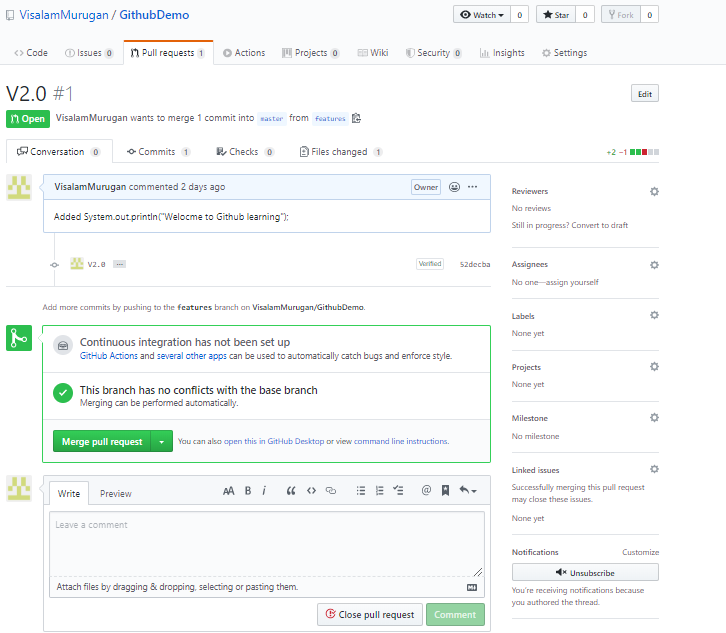 VisalamMurugan / GithubDemo
Watch 0 Star 0 Fork 0
Code Issues 0 Pull requests 1 Actions Projects 0 Wiki Security 0 Insights Settings
V2.0 #1
Edit
Open VisalamMurugan wants to merge 1 commit into master from Features
Conversation 0 Commits 1 Checks 0 Files changed 1
+2 −1
VisalamMurugan commented 2 days ago
Owner
Added System.out.println("Welocme to Github learning");
V2.0 ...
Verified 52decba
Add more commits by pushing to the features branch on VisalamMurugan/GithubDemo.
Continuous integration has not been set up
GitHub Actions and several other apps can be used to automatically catch bugs and enforce style.
This branch has no conflicts with the base branch
Merging can be performed automatically.
Merge pull request
You can also open this in GitHub Desktop or view command line instructions.
Write Preview
AA B i
@
Leave a comment
Attach files by dragging & dropping, selecting or pasting them.
Close pull request Comment
Reviewers
No reviews
Still in progress? Convert to draft
Assignees
No one—assign yourself
Labels
None yet
Projects
None yet
Milestone
No milestone
Linked issues
Successfully merging this pull request
may close these issues.
None yet
Notifications Customize
Unsubscribe
You're receiving notifications because
you authored the thread.